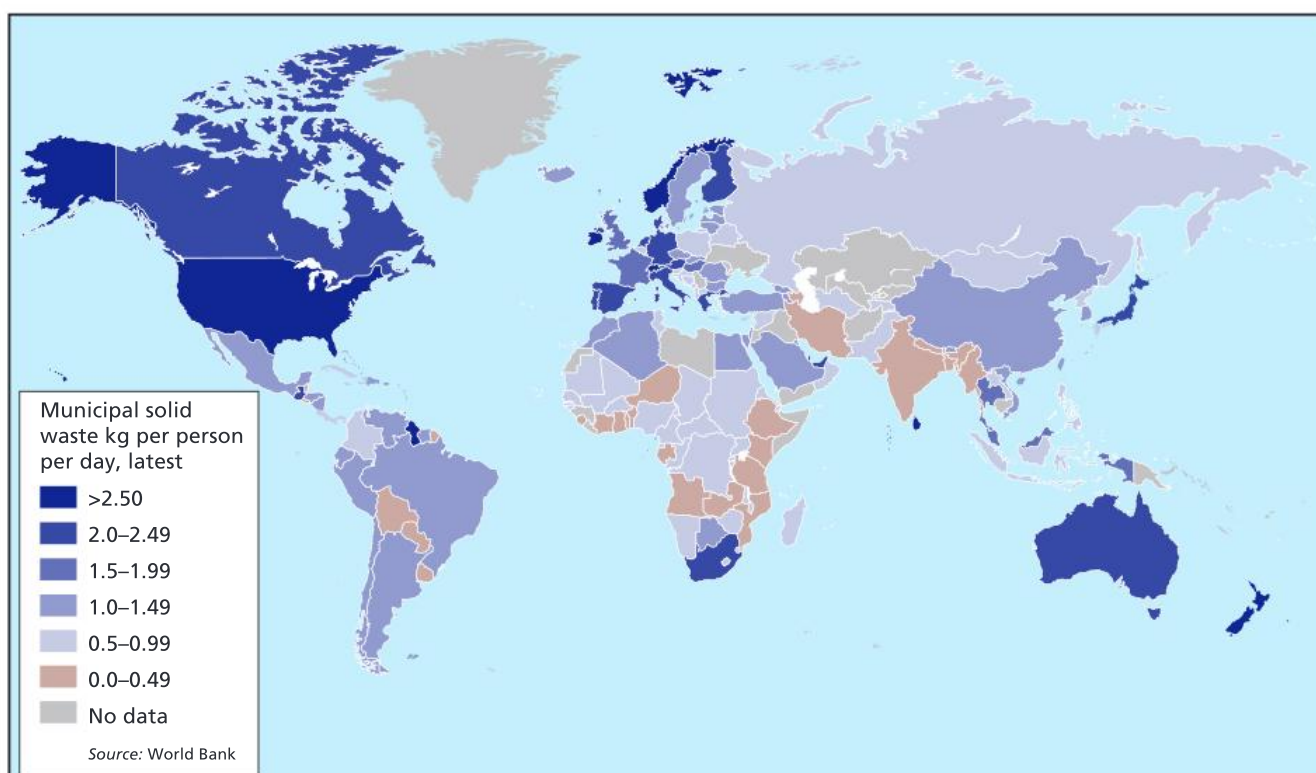 Municipal solid
waste kg per person
per day, latest
>2.50
2.0–2.49
1.5–1.99
1.0–1.49
0.5–0.99
0.0–0.49
No data
Source: World Bank